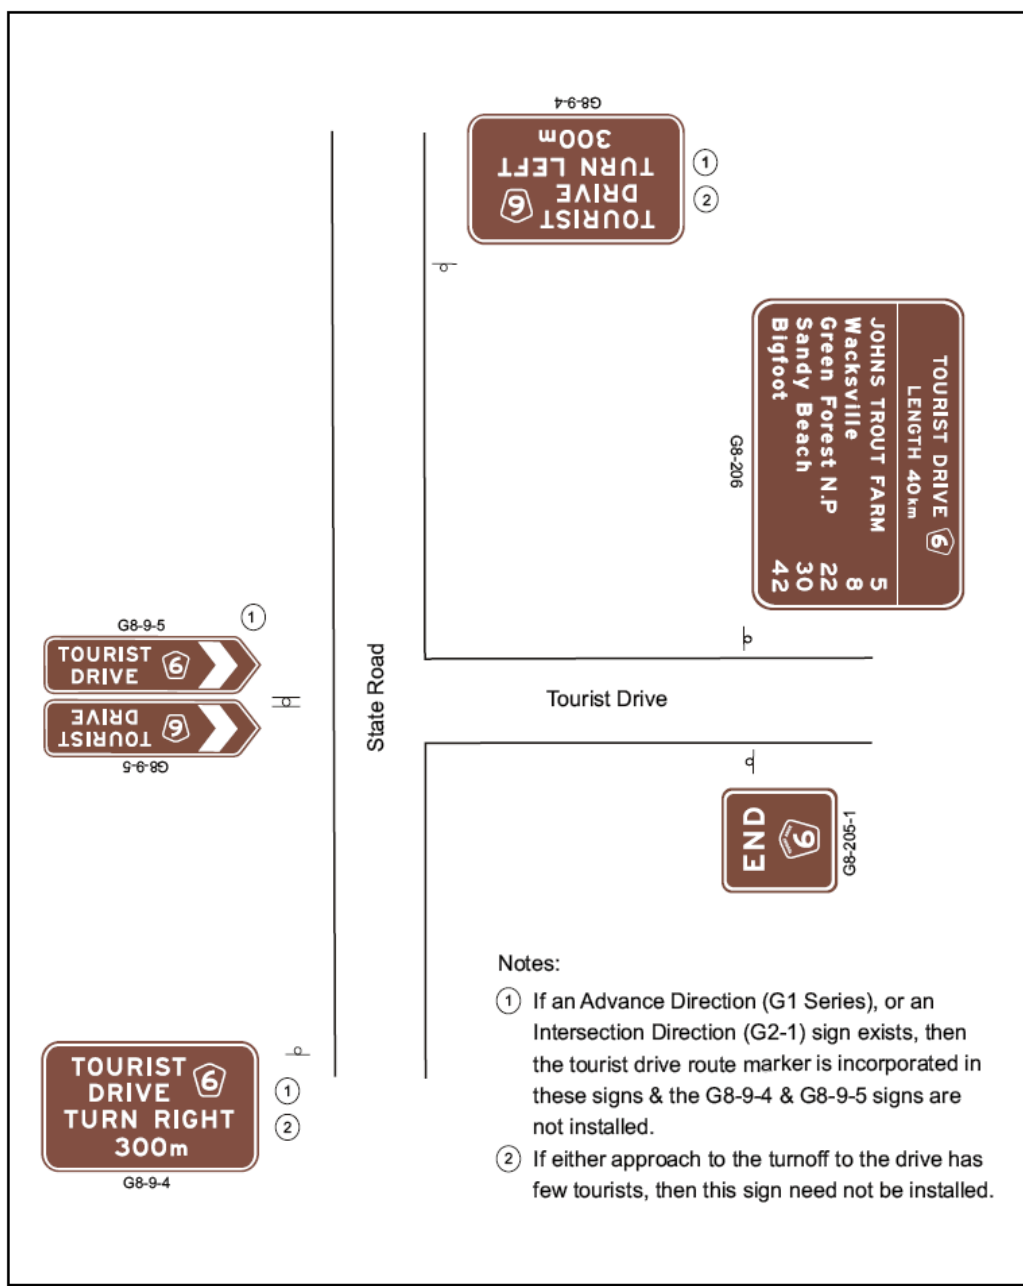 G8-9-4
TOURIST
DRIVE 6
TURN LEFT
300m
1
2
TOURIST DRIVE 6
LENGTH 40km
JOHNS TROUT FARM 5
Wacksville 8
Green Forest N.P 22
Sandy Beach 30
Bigfoot 42
G8-206
G8-9-5
1
TOURIST
DRIVE 6
TOURIST
DRIVE 6
G8-9-5
State Road
Tourist Drive
END
6
G8-205-1
TOURIST
DRIVE 6
TURN RIGHT
300m
1
2
G8-9-4
Notes:
1 If an Advance Direction (G1 Series), or an
Intersection Direction (G2-1) sign exists, then
the tourist drive route marker is incorporated in
these signs & the G8-9-4 & G8-9-5 signs are
not installed.
2 If either approach to the turnoff to the drive has
few tourists, then this sign need not be installed.